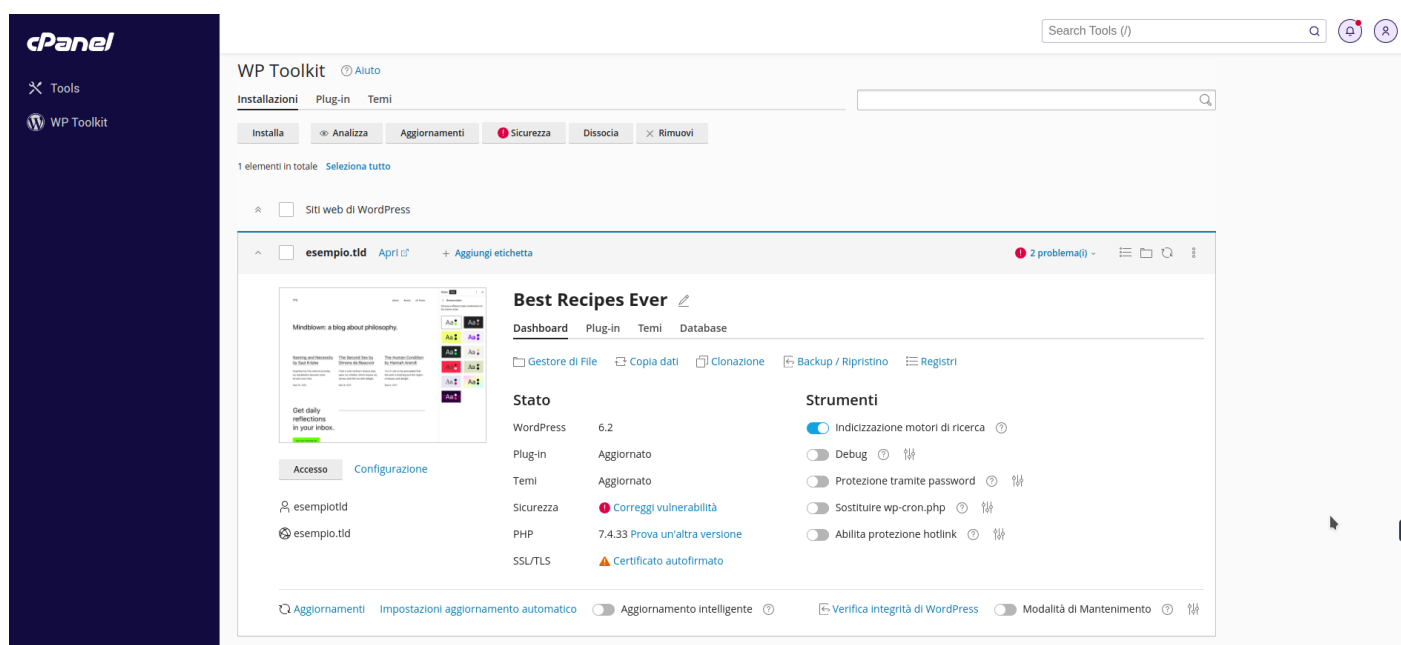 cPanel
Search Tools (/)
Tools
WP Toolkit
WP Toolkit Aiuto
Installazioni Plug-in Temi
Installa Analizza Aggiornamenti Sicurezza Dissocia Rimuovi
1 elementi in totale Seleziona tutto
Siti web di WordPress
esempio.tld Apri + Aggiungi etichetta 2 problema(i)
Mindblown: a blog about philosophy.
Get daily
reflections
in your inbox.
Best Recipes Ever
Dashboard Plug-in Temi Database
Gestore di File Copia dati Clonazione Backup / Ripristino Registri
Stato Strumenti
WordPress 6.2 Indicizzazione motori di ricerca
Plug-in Aggiornato Debug
Temi Aggiornato Protezione tramite password
Sicurezza Correggi vulnerabilità Sostituire wp-cron.php
PHP 7.4.33 Prova un'altra versione Abilita protezione hotlink
SSL/TLS Certificato autofirmato
Accesso Configurazione
esempiotld
esempio.tld
Aggiornamenti Impostazioni aggiornamento automatico Aggiornamento intelligente Verifica integrità di WordPress Modalità di Mantenimento